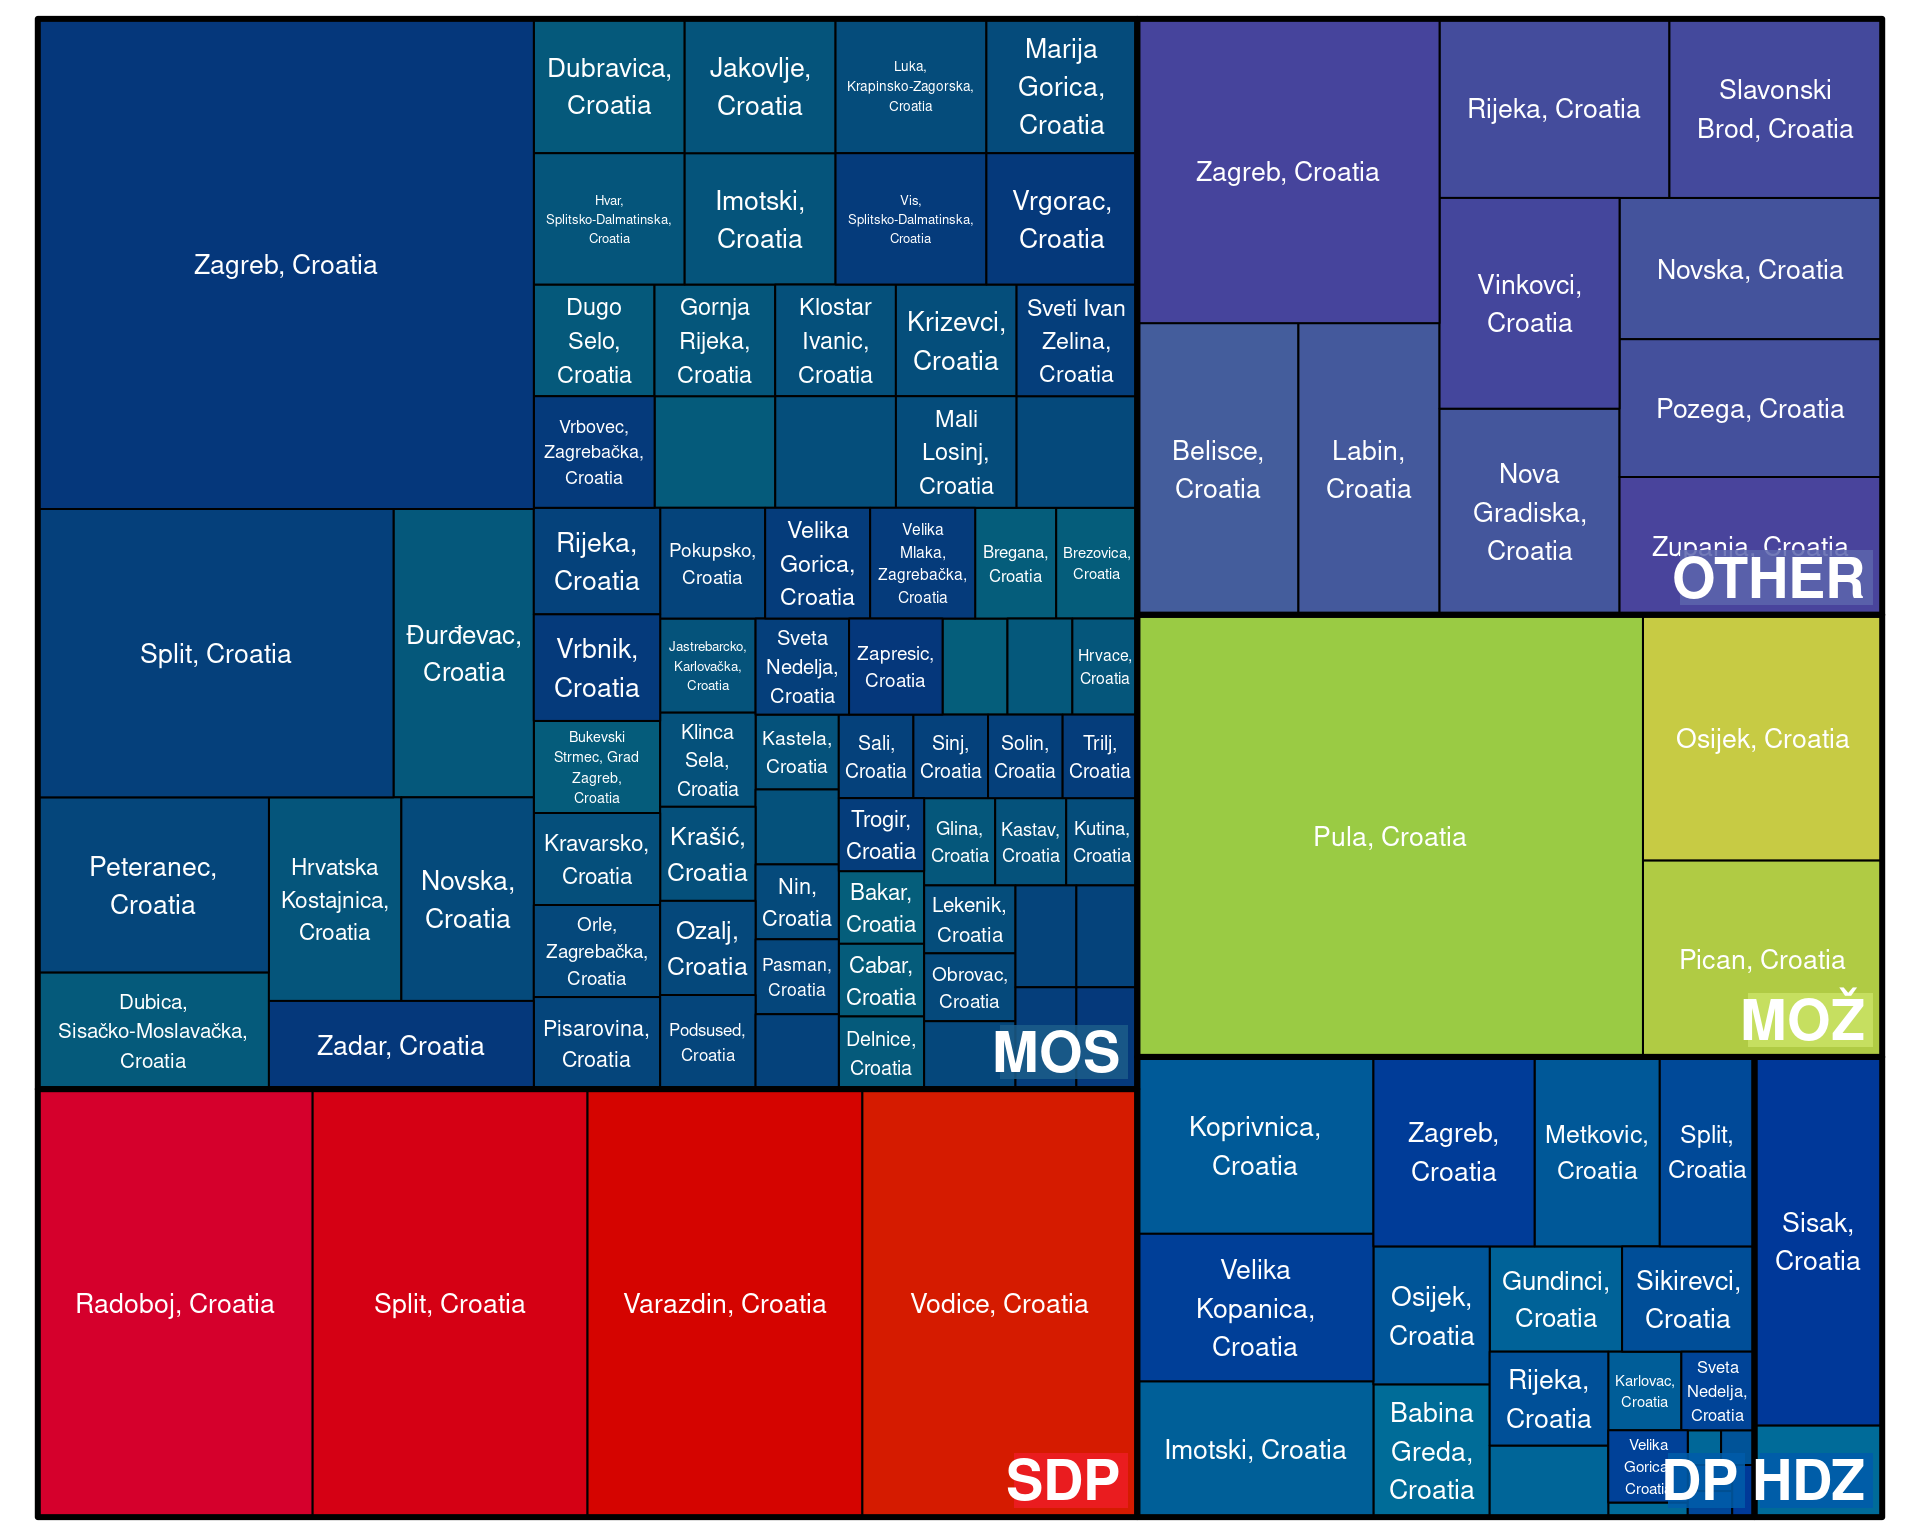 Zagreb, Croatia
Dubravica,
Croatia
Jakovlje,
Croatia
Luka,
Krapinsko-Zagorska,
Croatia
Marija
Gorica,
Croatia
Hvar,
Splitsko-Dalmatinska,
Croatia
Imotski,
Croatia
Vis,
Splitsko-Dalmatinska,
Croatia
Vrgorac,
Croatia
Dugo
Selo,
Croatia
Gornja
Rijeka,
Croatia
Klostar
Ivanic,
Croatia
Krizevci,
Croatia
Sveti Ivan
Zelina,
Croatia
Vrbovec,
Zagrebačka,
Croatia
Mali
Losinj,
Croatia
Split, Croatia
Đurđevac,
Croatia
Rijeka,
Croatia
Pokupsko,
Croatia
Velika
Gorica,
Croatia
Velika
Mlaka,
Zagrebačka,
Croatia
Bregana,
Croatia
Brezovica,
Croatia
Vrbnik,
Croatia
Jastrebarcko,
Karlovačka,
Croatia
Sveta
Nedelja,
Croatia
Zapresic,
Croatia
Hrvace,
Croatia
Bukevski
Strmec, Grad
Zagreb,
Croatia
Klinca
Sela,
Croatia
Kastela,
Croatia
Sali,
Croatia
Sinj,
Croatia
Solin,
Croatia
Trilj,
Croatia
Peteranec,
Croatia
Hrvatska
Kostajnica,
Croatia
Novska,
Croatia
Kravarsko,
Croatia
Krašić,
Croatia
Trogir,
Croatia
Glina,
Croatia
Kastav,
Croatia
Kutina,
Croatia
Nin,
Croatia
Bakar,
Croatia
Lekenik,
Croatia
Orle,
Zagrebačka,
Croatia
Ozalj,
Croatia
Pasman,
Croatia
Cabar,
Croatia
Obrovac,
Croatia
Dubica,
Sisačko-Moslavačka,
Croatia
Zadar, Croatia
Pisarovina,
Croatia
Podsused,
Croatia
Delnice,
Croatia
MOS
Radoboj, Croatia
Split, Croatia
Varazdin, Croatia
Vodice, Croatia
SDP
Zagreb, Croatia
Rijeka, Croatia
Slavonski
Brod, Croatia
Vinkovci,
Croatia
Novska, Croatia
Pozega, Croatia
Belisce,
Croatia
Labin,
Croatia
Nova
Gradiska,
Croatia
Zupanja, Croatia
OTHER
Pula, Croatia
Osijek, Croatia
Pican, Croatia
MOŽ
Koprivnica,
Croatia
Zagreb,
Croatia
Metkovic,
Croatia
Split,
Croatia
Velika
Kopanica,
Croatia
Osijek,
Croatia
Gundinci,
Croatia
Sikirevci,
Croatia
Imotski, Croatia
Babina
Greda,
Croatia
Rijeka,
Croatia
Karlovac,
Croatia
Sveta
Nedelja,
Croatia
Velika
Gorica,
Croatia
DP
Sisak,
Croatia
HDZ